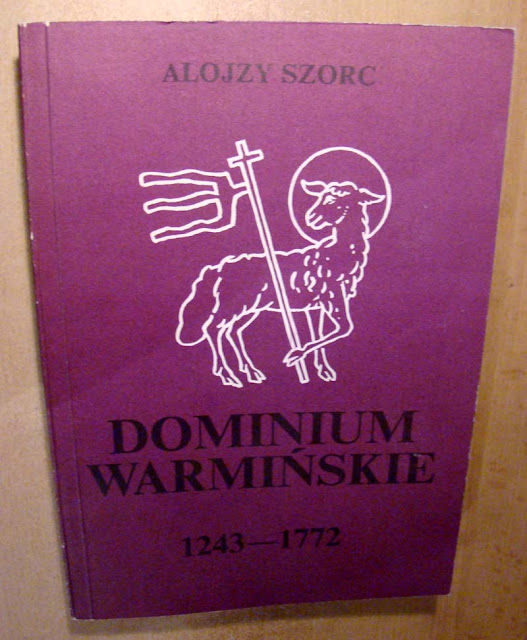 ALOJZY SZORC
DOMINIUM
WARMIŃSKIE
1243—1772